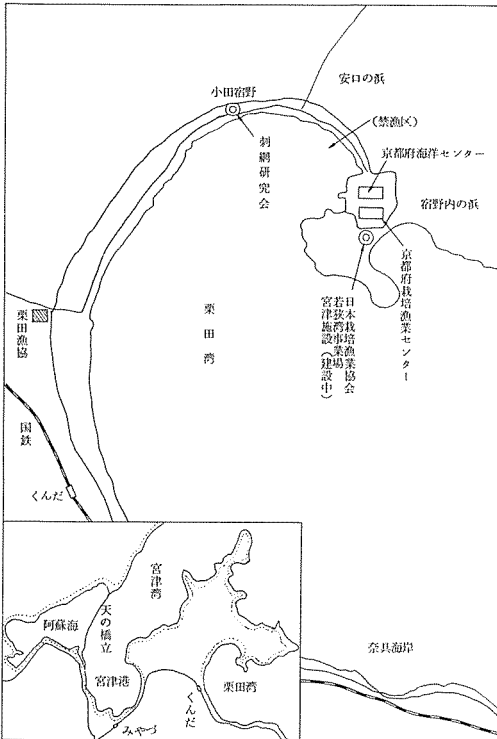 安口の浜
小田宿野
(禁漁区)
刺網研究会
京都府海洋センター
宿野内の浜
京都府栽培漁業センター
日本栽培漁業協会
若狭湾事業場
宮津施設(建設中)
栗田湾
栗田漁協
国鉄
くんだ
宮津湾
天の橋立
阿蘇海
宮津港
栗田湾
くんだ
みやづ
奈具海岸